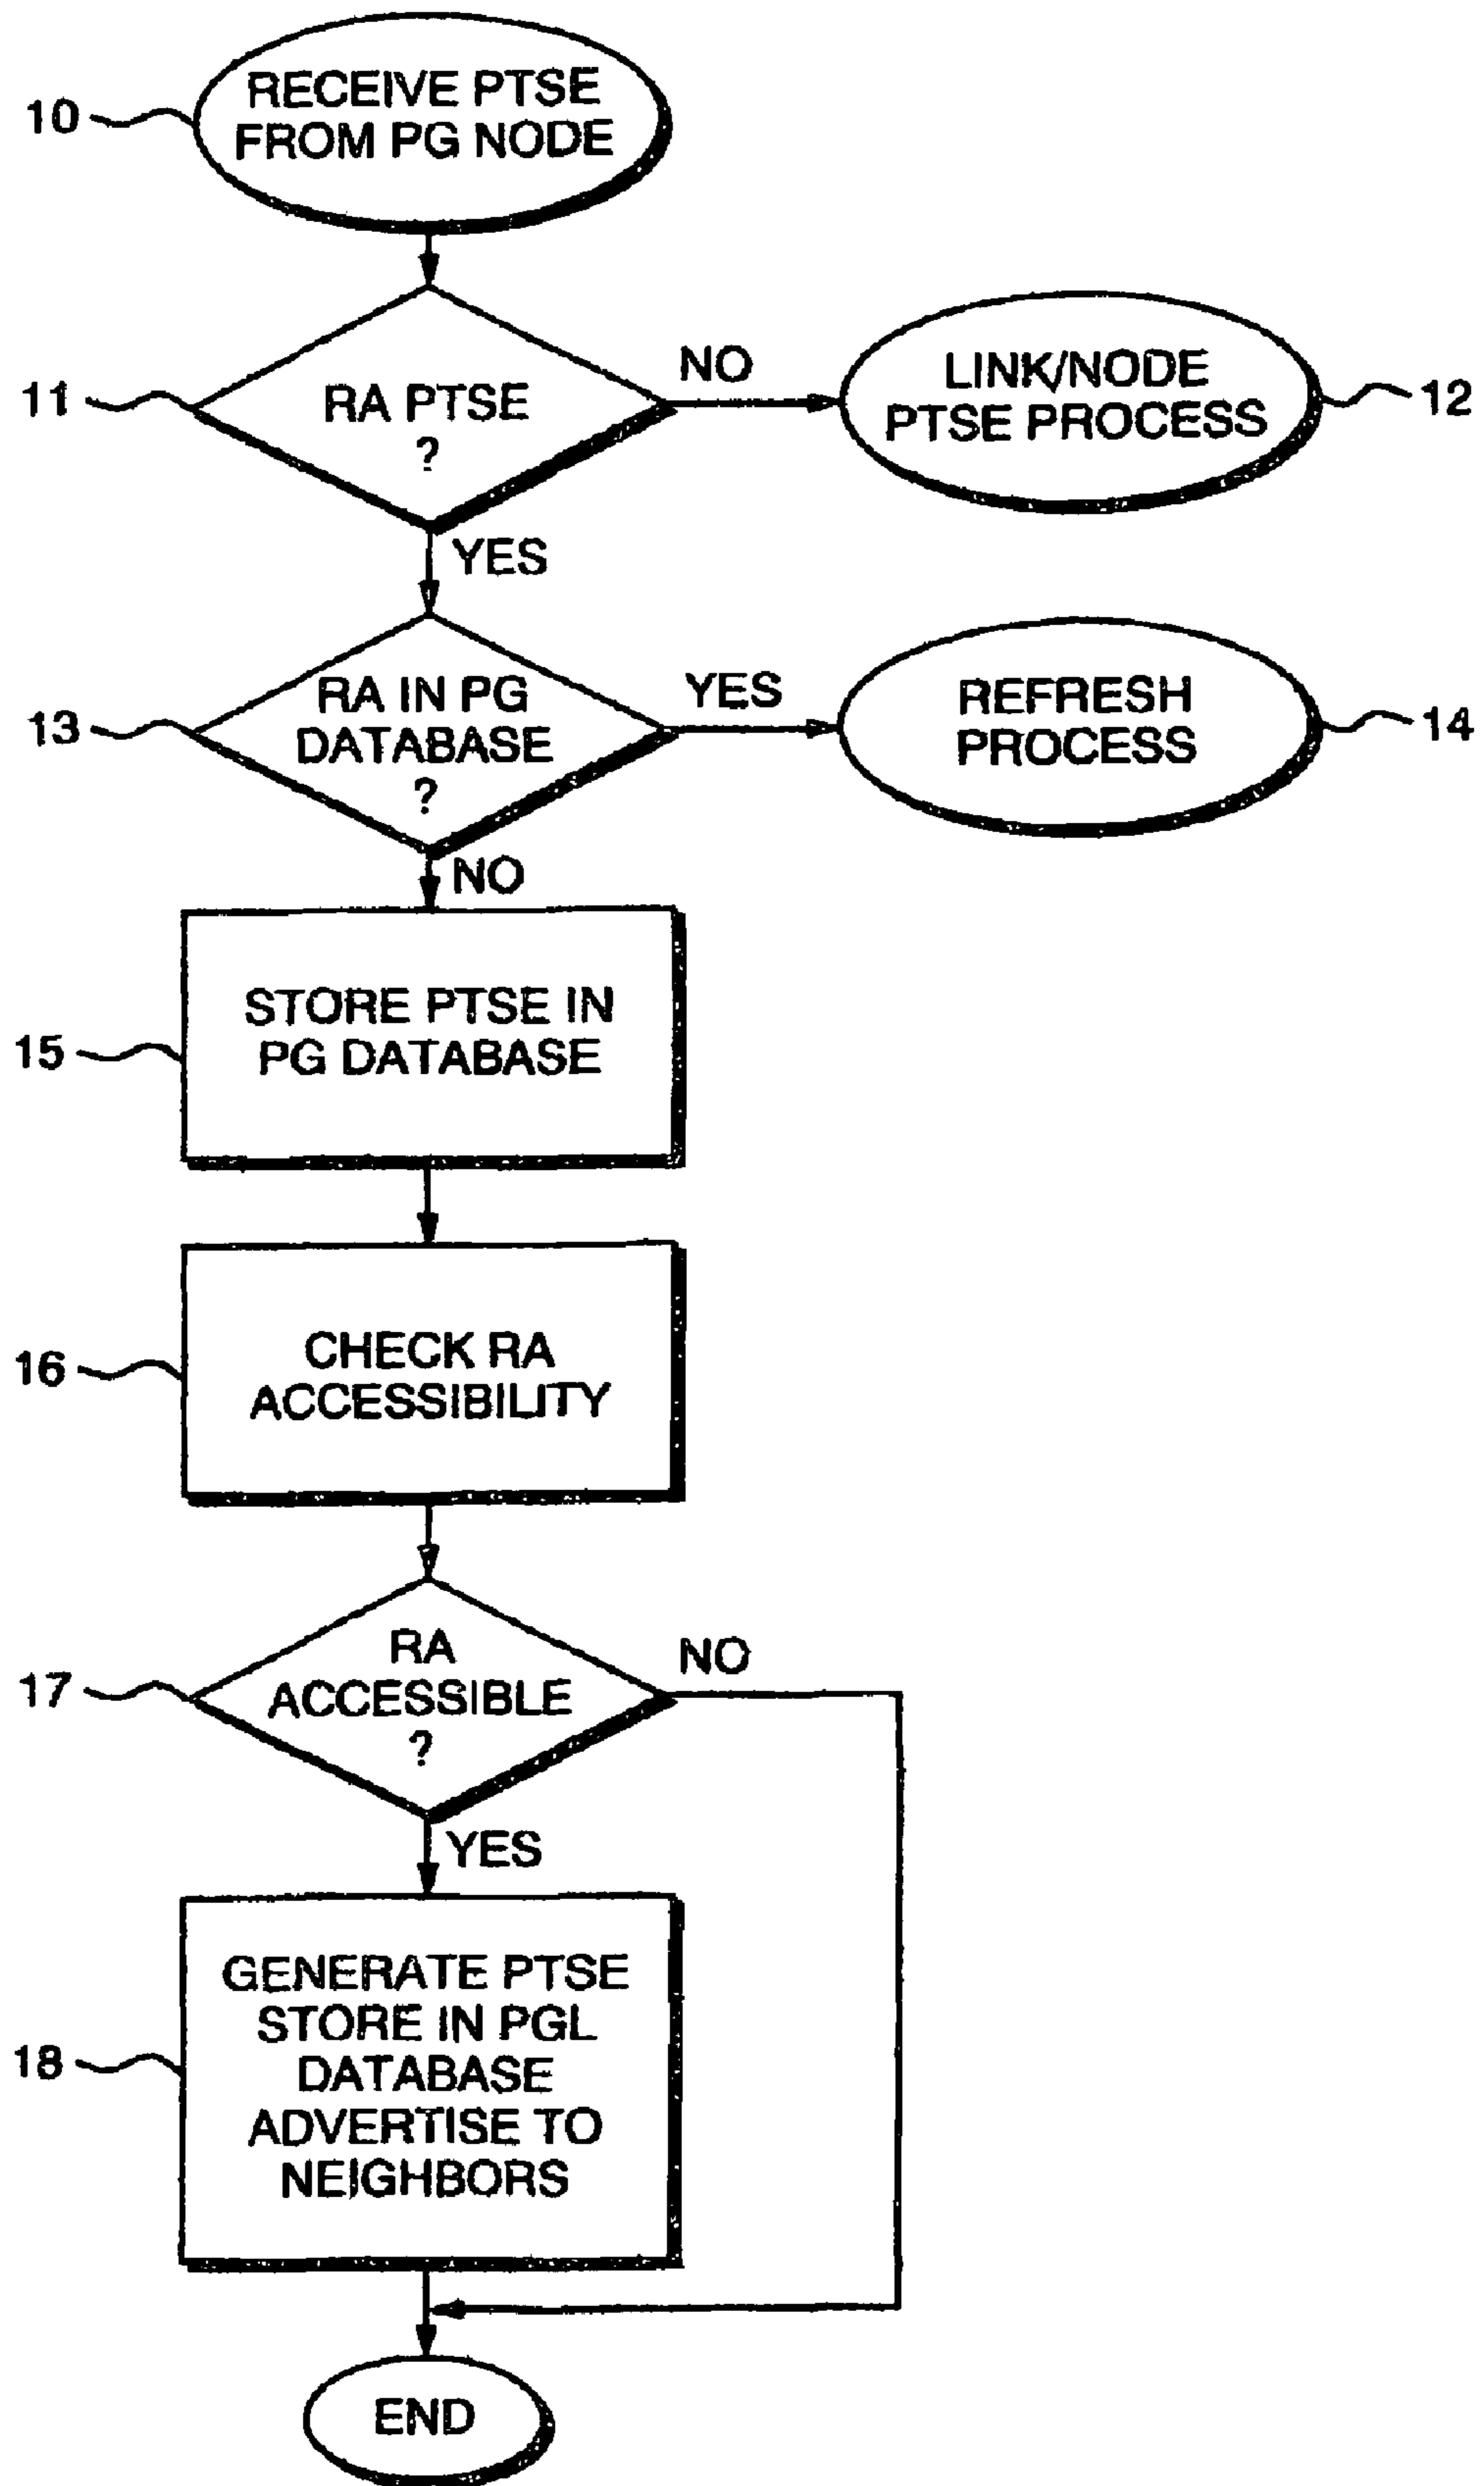 10
RECEIVE PTSE
FROM PG NODE
11
RA PTSE
?
NO
LINK/NODE
PTSE PROCESS
12
YES
13
RA IN PG
DATABASE
?
YES
REFRESH
PROCESS
14
NO
15
STORE PTSE IN
PG DATABASE
16
CHECK RA
ACCESSIBILITY
17
RA
ACCESSIBLE
?
NO
YES
18
GENERATE PTSE
STORE IN PGL
DATABASE
ADVERTISE TO
NEIGHBORS
END